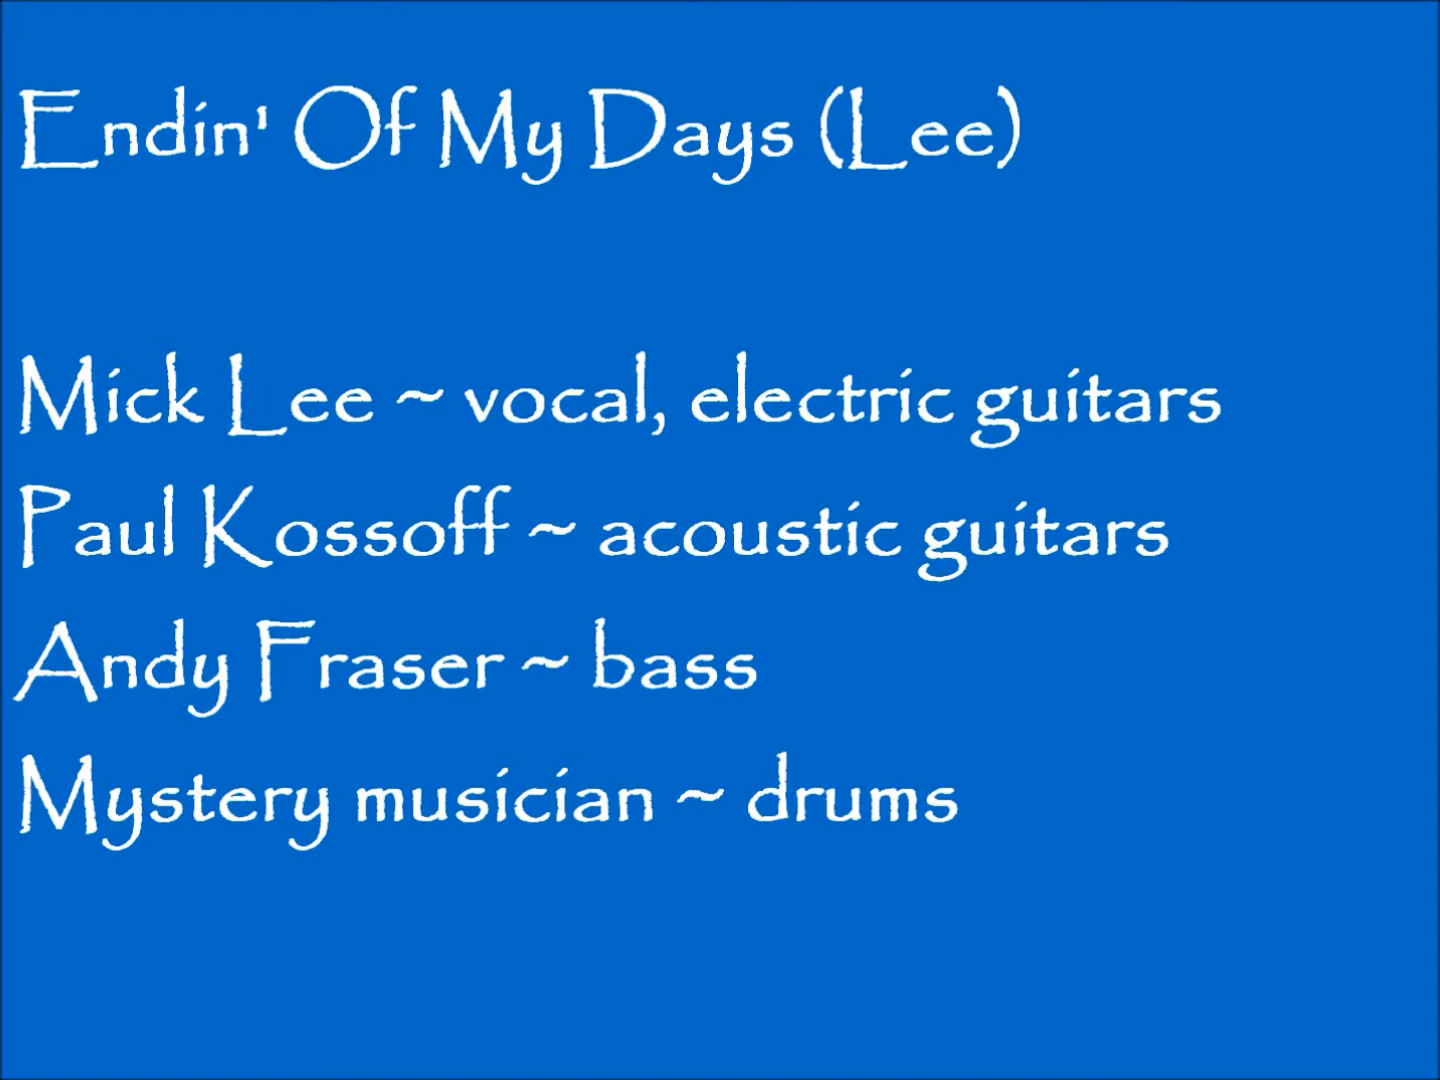 Endin' Of My Days (Lee)
Mick Lee ~ vocal, electric guitars
Paul Kossoff ~ acoustic guitars
Andy Fraser ~ bass
Mystery musician ~ drums